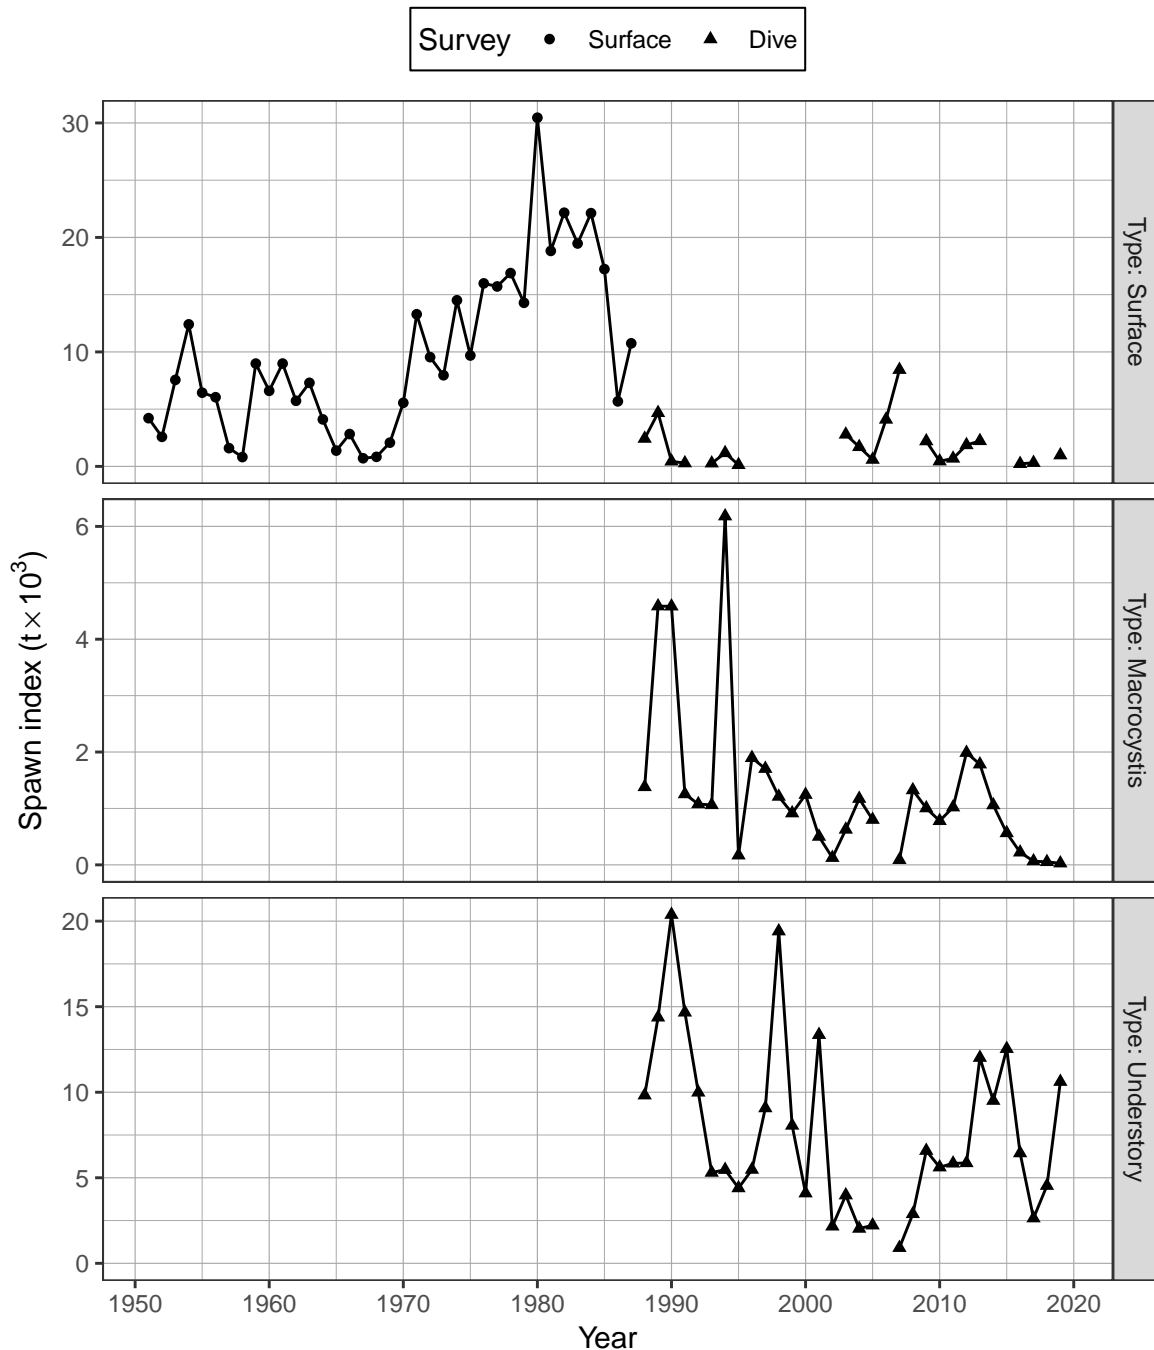 Survey Surface Dive
30
20
10
0
Type: Surface
6
4
2
0
Type: Macrocystis
20
15
10
5
0
Type: Understory
Spawn index (t × 10³)
1950 1960 1970 1980 1990 2000 2010 2020
Year